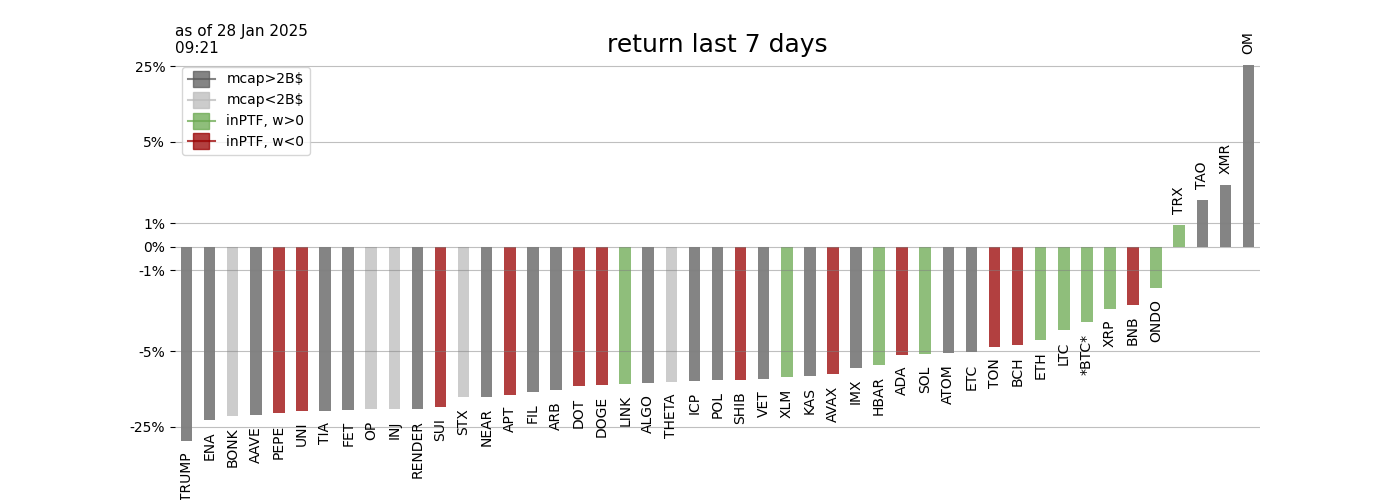 as of 28 Jan 2025
09:21
return last 7 days
25%
5%
1%
0%
-1%
-5%
-25%
mcap>2B$
mcap<2B$
inPTF, w>0
inPTF, w<0
TRUMP
ENA
BONK
AAVE
PEPE
UNI
TIA
FET
OP
INJ
RENDER
SUI
STX
NEAR
APT
FIL
ARB
DOT
DOGE
LINK
ALGO
THETA
ICP
POL
SHIB
VET
XLM
KAS
AVAX
IMX
HBAR
ADA
SOL
ATOM
ETC
TON
BCH
ETH
LTC
*BTC*
XRP
BNB
ONDO
TRX
TAO
XMR
OM